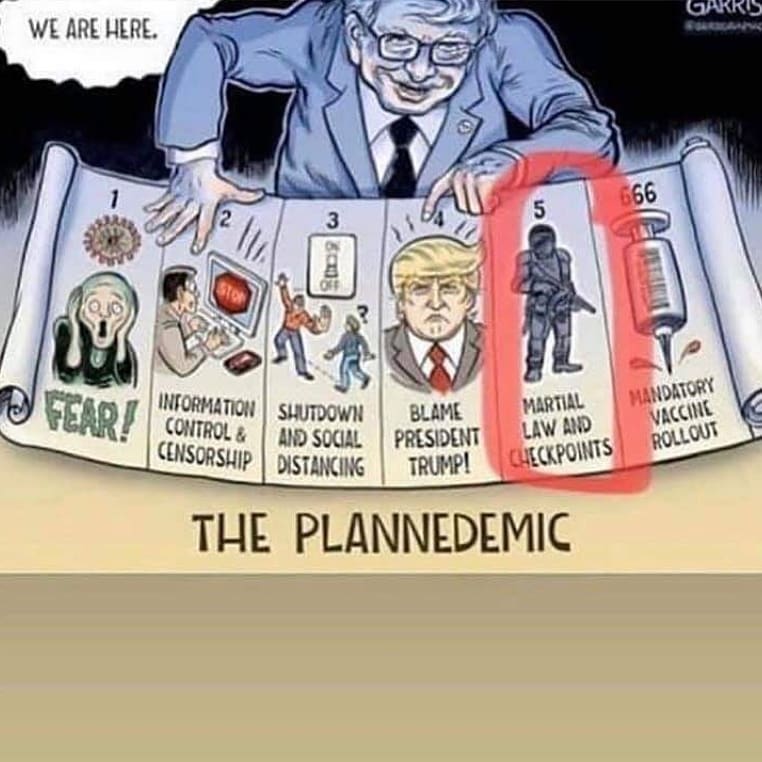 GARRIS
WE ARE HERE.
1
2
3
4
5
666
ON
OFF
STOP
?
FEAR!
INFORMATION
CONTROL &
CENSORSHIP
SHUTDOWN
AND SOCIAL
DISTANCING
BLAME
PRESIDENT
TRUMP!
MARTIAL
LAW AND
CHECKPOINTS
MANDATORY
VACCINE
ROLLOUT
THE PLANNEDEMIC